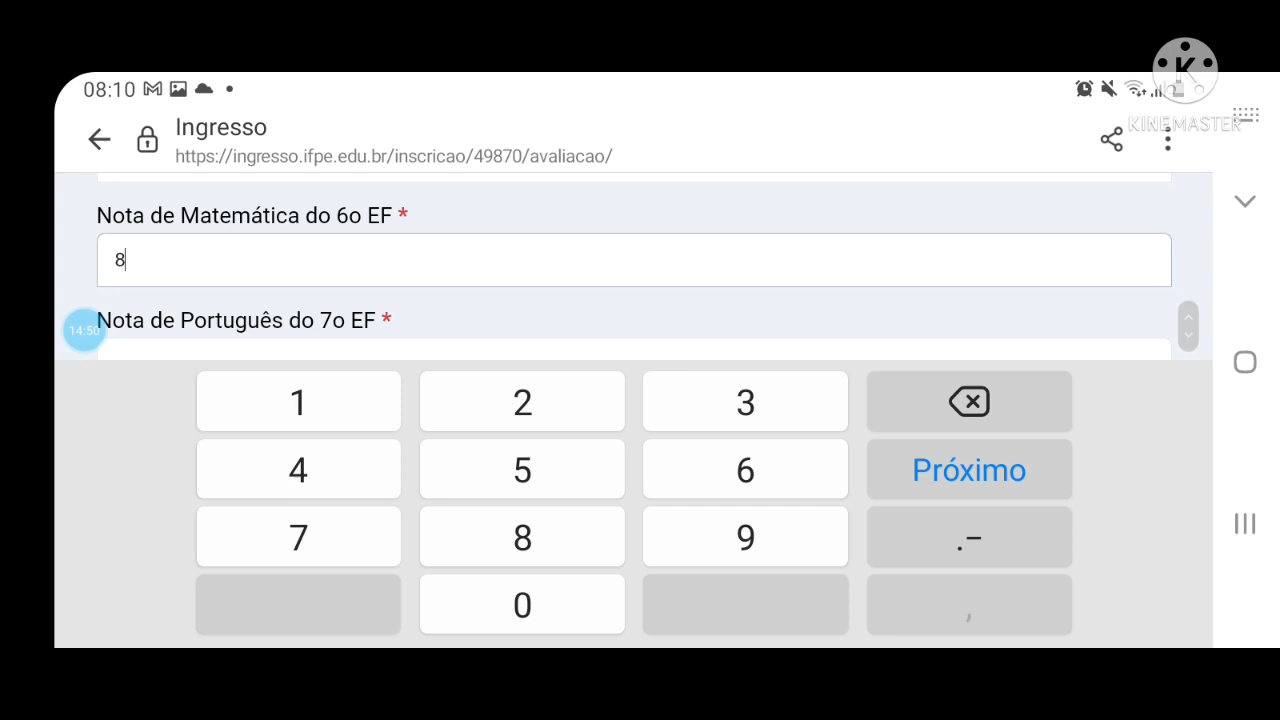 08:10
K
KINEMASTER
Ingresso
https://ingresso.ifpe.edu.br/inscricao/49870/avaliacao/
Nota de Matemática do 6o EF *
8
14:50
Nota de Português do 7o EF *
1 2 3
4 5 6 Próximo
7 8 9 .-
0 ,